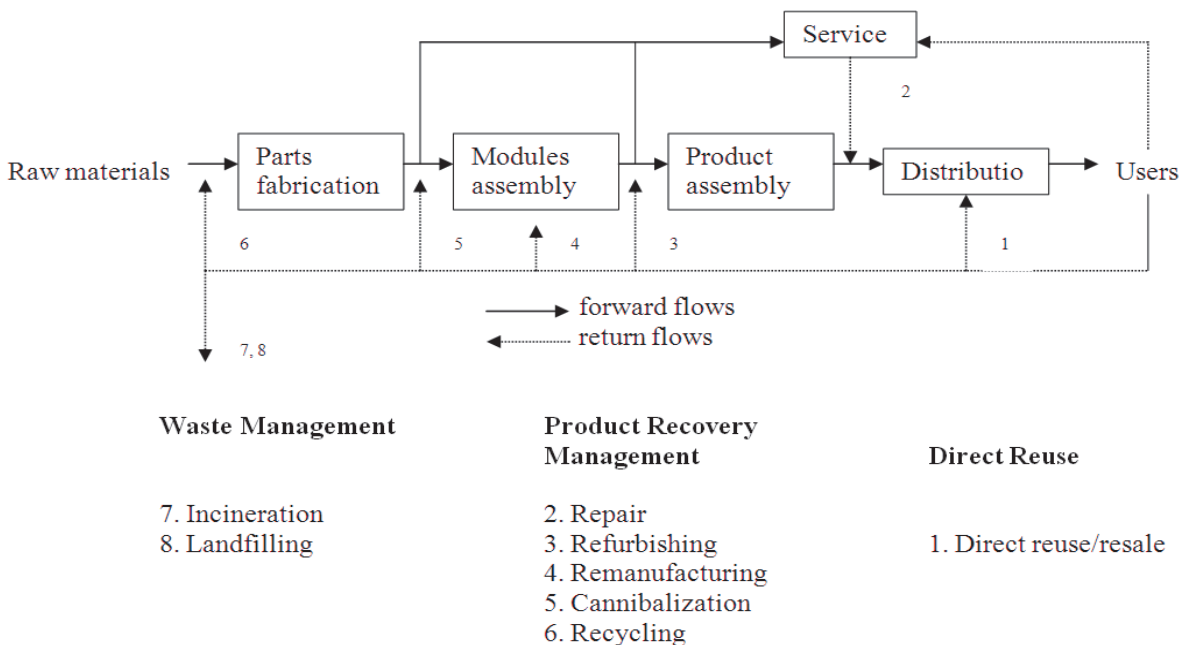 Service
2
Raw materials
Parts
fabrication
Modules
assembly
Product
assembly
Distributio
Users
6
5
4
3
1
forward flows
return flows
7, 8
Waste Management
7. Incineration
8. Landfilling
Product Recovery
Management
2. Repair
3. Refurbishing
4. Remanufacturing
5. Cannibalization
6. Recycling
Direct Reuse
1. Direct reuse/resale